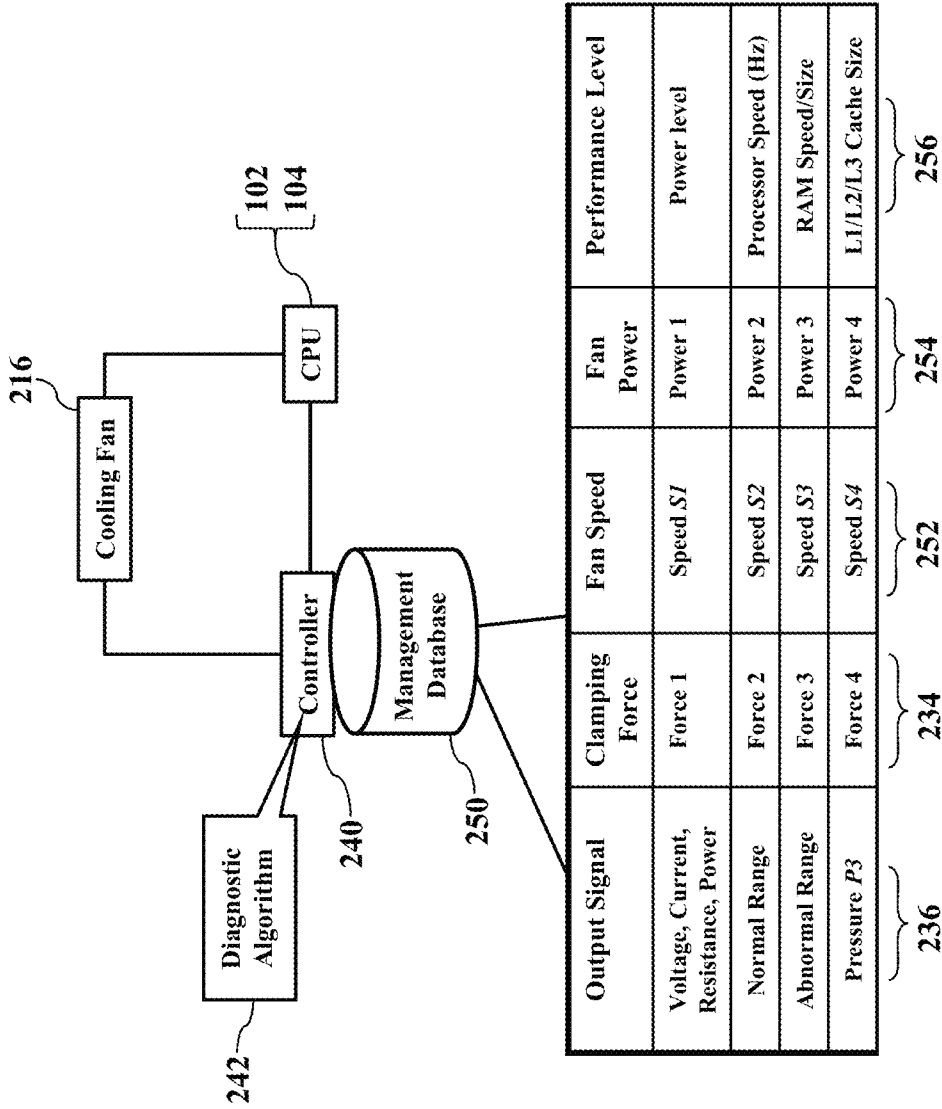 216
Cooling Fan
102
104
CPU
Diagnostic
Algorithm
242
Controller
240
Management
Database
250
Output Signal
Clamping
Force
Fan Speed
Fan
Power
Performance Level
Voltage, Current,
Resistance, Power
Force 1
Speed S1
Power 1
Power level
Normal Range
Force 2
Speed S2
Power 2
Processor Speed (Hz)
Abnormal Range
Force 3
Speed S3
Power 3
RAM Speed/Size
Pressure P3
Force 4
Speed S4
Power 4
L1/L2/L3 Cache Size
236
234
252
254
256